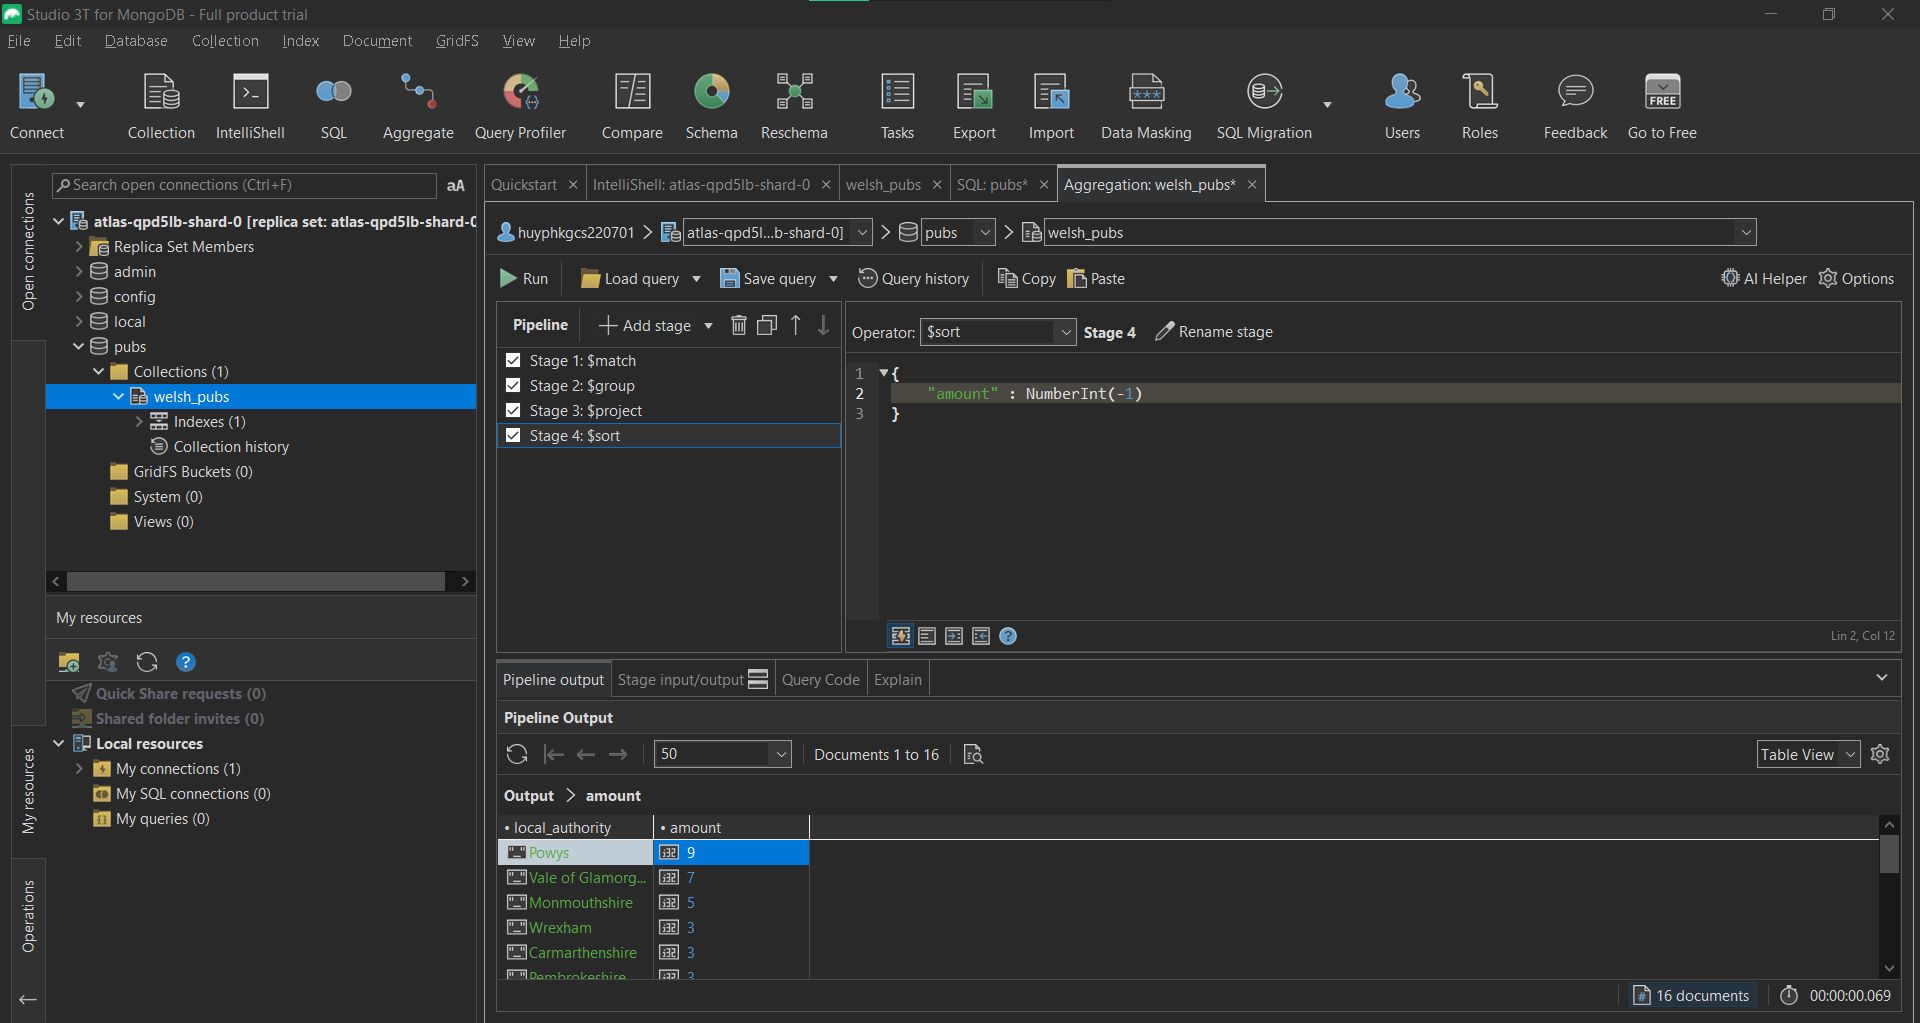 Studio 3T for MongoDB - Full product trial
File Edit Database Collection Index Document GridFS View Help
Connect Collection IntelliShell SQL Aggregate Query Profiler Compare Schema Reschema Tasks Export Import Data Masking SQL Migration Users Roles Feedback FREE Go to Free
Open connections
My resources
Operations
Search open connections (Ctrl+F) aA
atlas-qpd5lb-shard-0 [replica set: atlas-qpd5lb-shard-0
Replica Set Members
admin
config
local
pubs
Collections (1)
welsh_pubs
Indexes (1)
Collection history
GridFS Buckets (0)
System (0)
Views (0)
My resources
Quick Share requests (0)
Shared folder invites (0)
Local resources
My connections (1)
My SQL connections (0)
My queries (0)
Quickstart IntelliShell: atlas-qpd5lb-shard-0 welsh_pubs SQL: pubs* Aggregation: welsh_pubs*
huyphkgcs220701 atlas-qpd5l...b-shard-0] pubs welsh_pubs
Run Load query Save query Query history Copy Paste AI Helper Options
Pipeline Add stage
Stage 1: $match
Stage 2: $group
Stage 3: $project
Stage 4: $sort
Operator: $sort Stage 4 Rename stage
1 {
2 "amount" : NumberInt(-1)
3 }
Lin 2, Col 12
Pipeline output Stage input/output Query Code Explain
Pipeline Output
50 Documents 1 to 16 Table View
Output > amount
local_authority amount
Powys i32 9
Vale of Glamorg... i32 7
Monmouthshire i32 5
Wrexham i32 3
Carmarthenshire i32 3
Pembrokeshire i32 3
16 documents 00:00:00.069